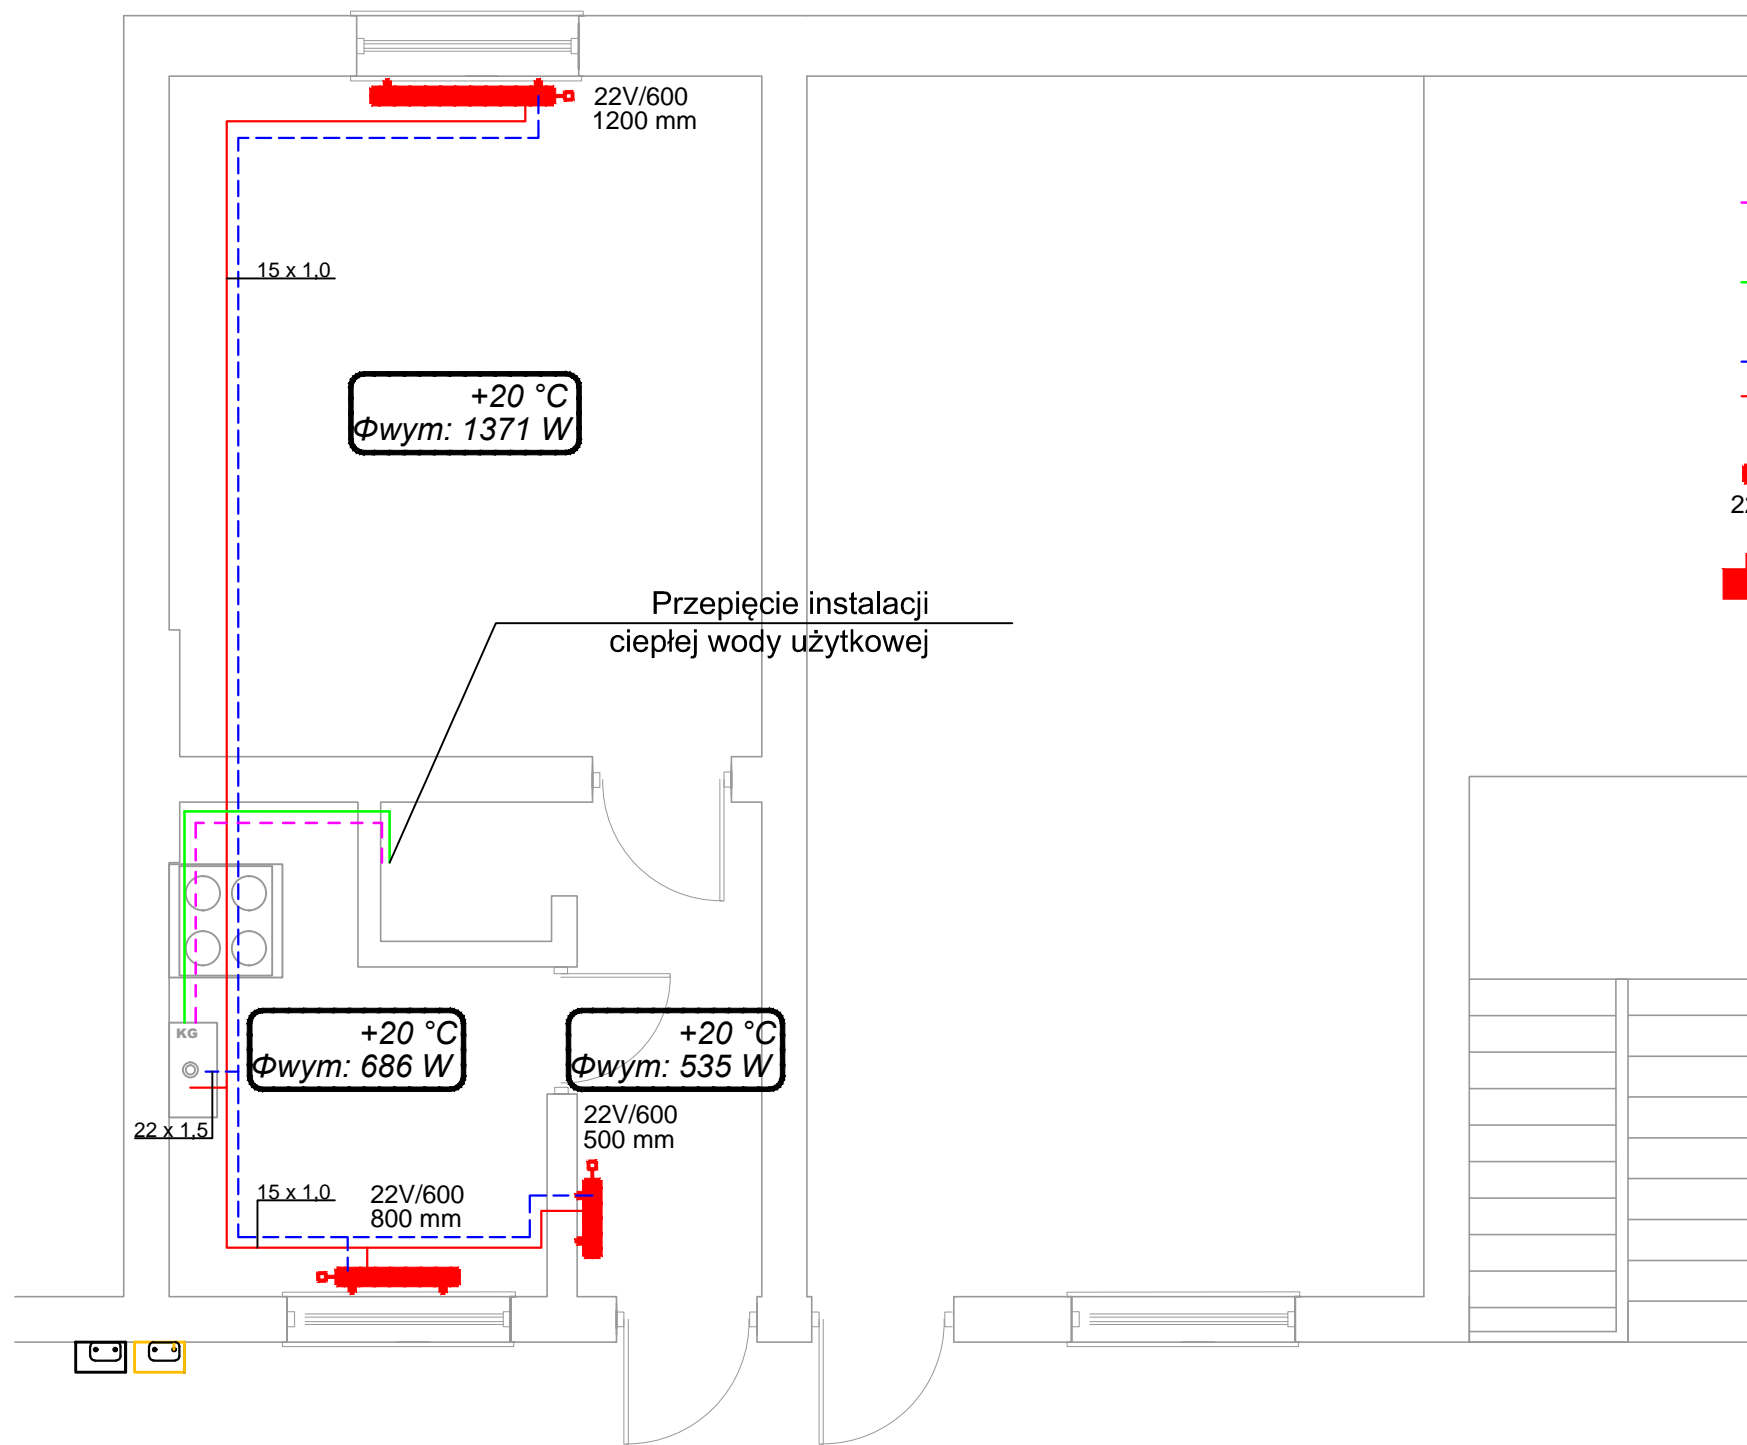 22V/600
1200 mm
15 x 1,0
+20 °C
Φwym: 1371 W
22
Przepięcie instalacji
ciepłej wody użytkowej
KG
+20 °C
Φwym: 686 W
+20 °C
Φwym: 535 W
22 x 1,5
22V/600
500 mm
15 x 1,0
22V/600
800 mm